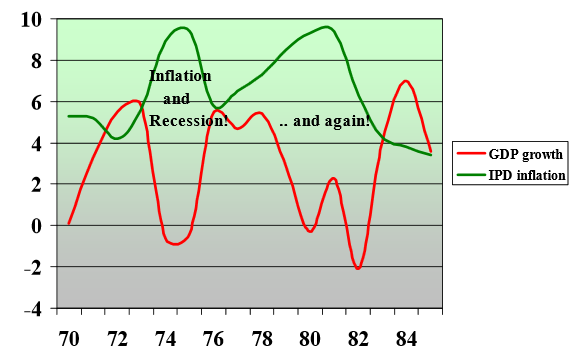 10
8
6
4
2
0
-2
-4
70 72 74 76 78 80 82 84
Inflation
and
Recession!
.. and again!
GDP growth
IPD inflation